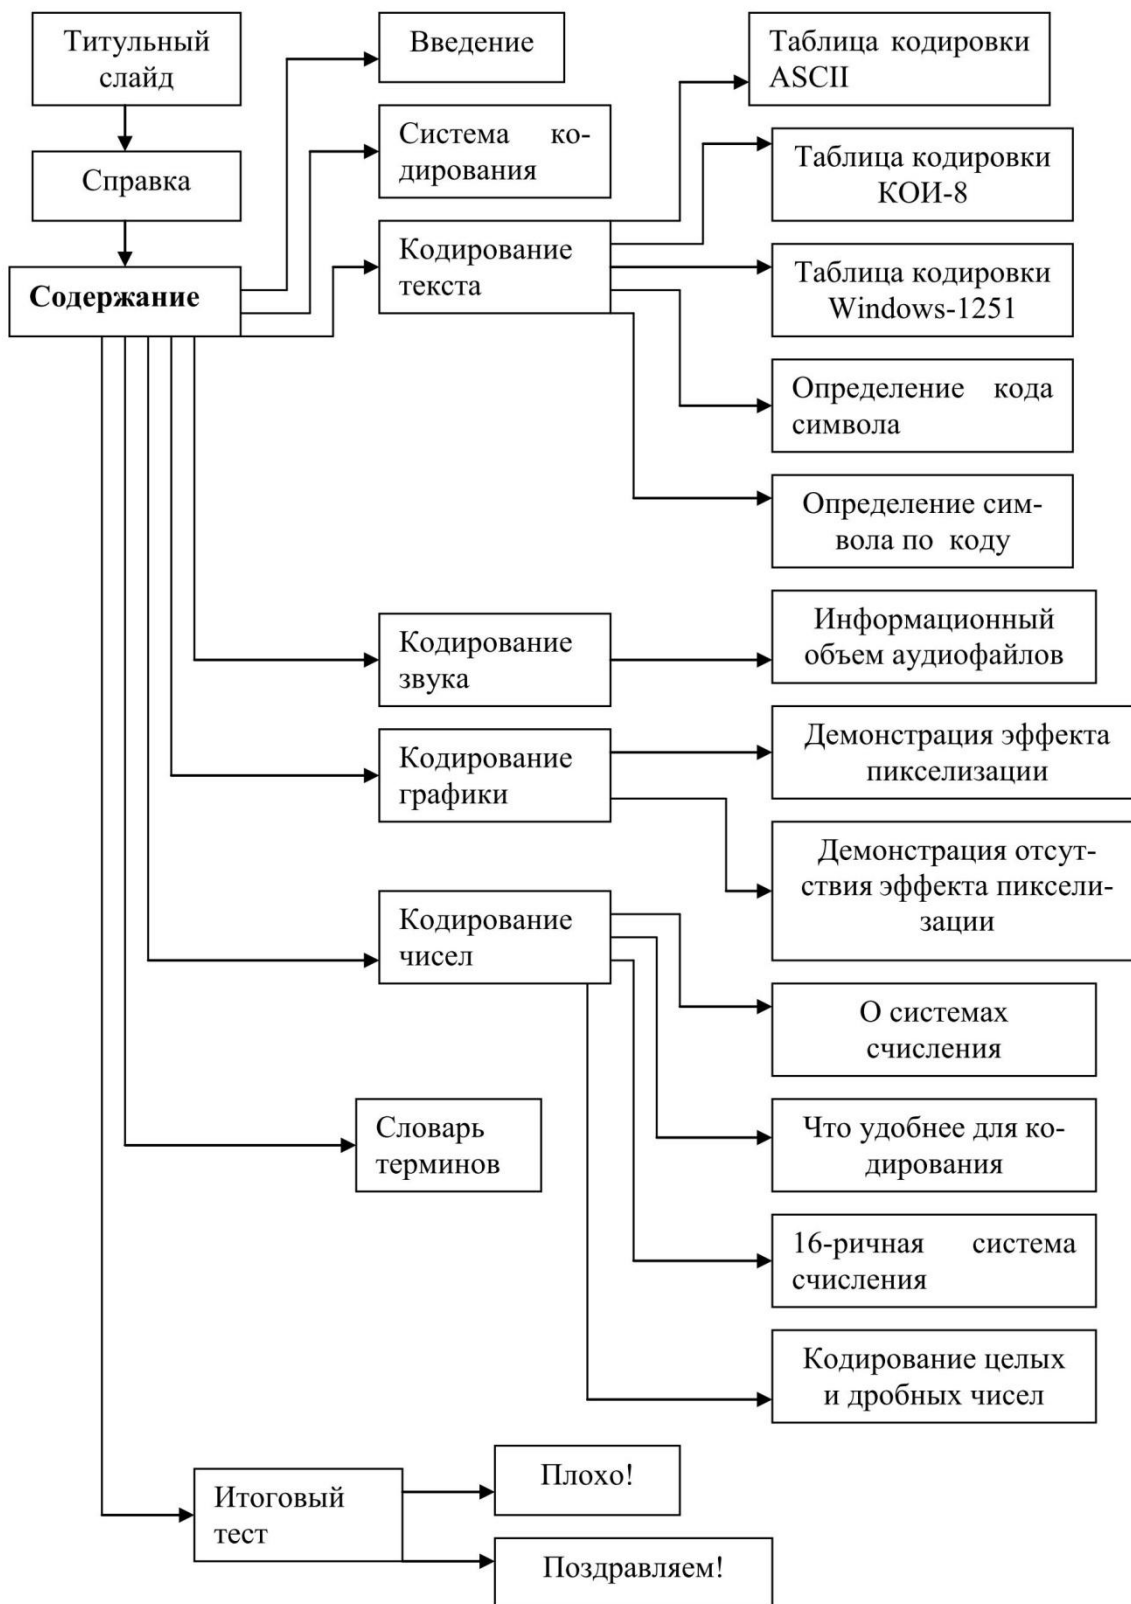 Титульный
слайд
Справка
Содержание
Введение
Система ко-
дирования
Кодирование
текста
Таблица кодировки
ASCII
Таблица кодировки
КОИ-8
Таблица кодировки
Windows-1251
Определение кода
символа
Определение сим-
вола по коду
Кодирование
звука
Информационный
объем аудиофайлов
Кодирование
графики
Демонстрация эффекта
пикселизации
Демонстрация отсут-
ствия эффекта пиксели-
зации
Кодирование
чисел
О системах
счисления
Что удобнее для ко-
дирования
16-ричная система
счисления
Кодирование целых
и дробных чисел
Словарь
терминов
Итоговый
тест
Плохо!
Поздравляем!